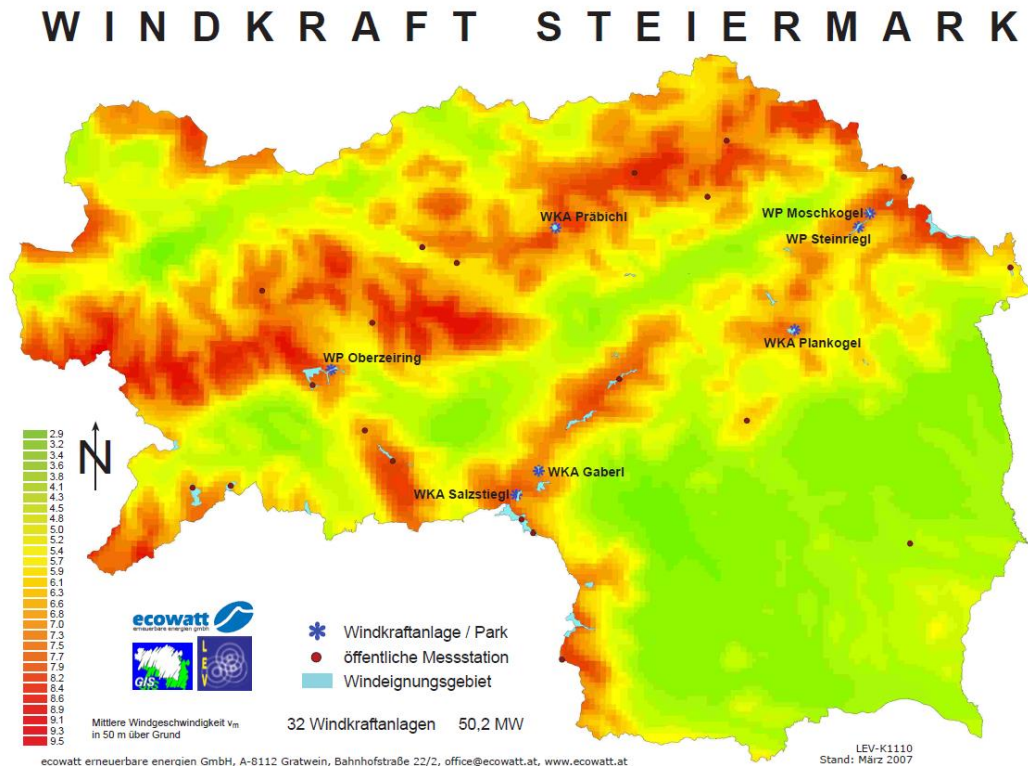 WINDKRAFT STEIERMARK
WKA Präbichl
WP Moschkogel
WP Steinriegl
WKA Plankogel
WP Oberzeiring
WKA Gaberl
WKA Salzstiegl
N
2.9
3.2
3.4
3.6
3.8
4.1
4.3
4.5
4.8
5.0
5.2
5.4
5.7
5.9
6.1
6.3
6.6
6.8
7.0
7.3
7.5
7.7
7.9
8.2
8.4
8.6
8.9
9.1
9.3
9.5
ecowatt
erneuerbare energien gmbh
GIS
LEV
Windkraftanlage / Park
öffentliche Messstation
Windeignungsgebiet
32 Windkraftanlagen 50,2 MW
Mittlere Windgeschwindigkeit vm
in 50 m über Grund
LEV-K1110
Stand: März 2007
ecowatt erneuerbare energien GmbH, A-8112 Gratwein, Bahnhofstraße 22/2, office@ecowatt.at, www.ecowatt.at